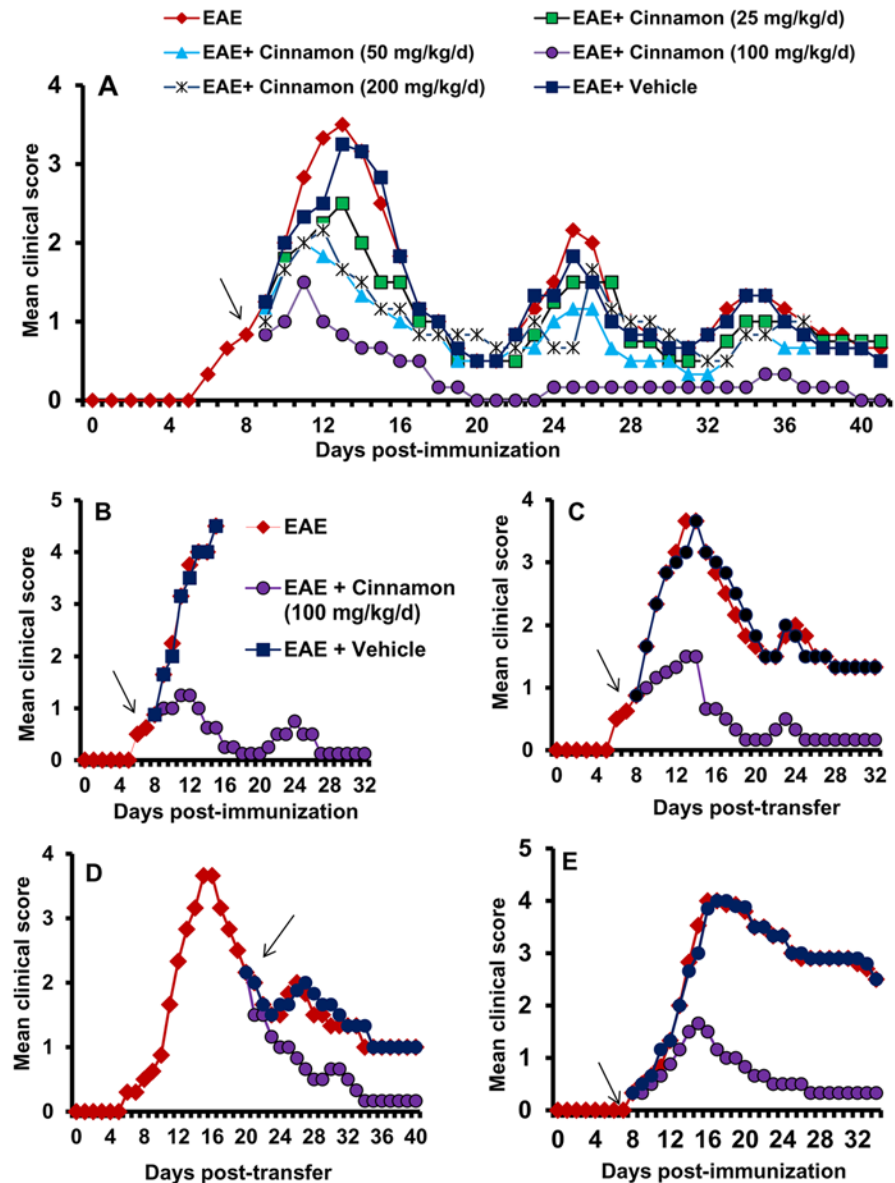 EAE
EAE+ Cinnamon (25 mg/kg/d)
EAE+ Cinnamon (50 mg/kg/d)
EAE+ Cinnamon (100 mg/kg/d)
EAE+ Cinnamon (200 mg/kg/d)
EAE+ Vehicle
A
Mean clinical score
4
3
2
1
0
0 4 8 12 16 20 24 28 32 36 40
Days post-immunization
B
EAE
EAE + Cinnamon
(100 mg/kg/d)
EAE + Vehicle
Mean clinical score
5
4
3
2
1
0
0 4 8 12 16 20 24 28 32
Days post-immunization
C
Mean clinical score
4
3
2
1
0
0 4 8 12 16 20 24 28 32
Days post-transfer
D
Mean clinical score
4
3
2
1
0
0 4 8 12 16 20 24 28 32 36 40
Days post-transfer
E
Mean clinical score
5
4
3
2
1
0
0 4 8 12 16 20 24 28 32
Days post-immunization